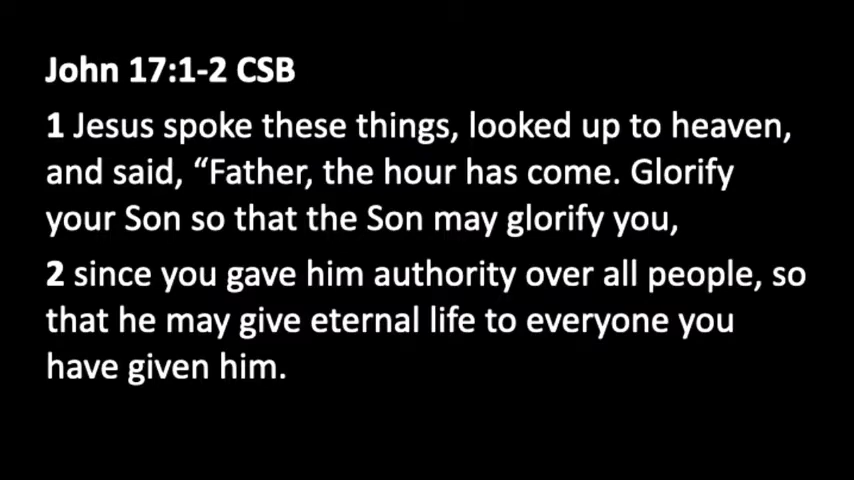 John 17:1-2 CSB
1 Jesus spoke these things, looked up to heaven,
and said, “Father, the hour has come. Glorify
your Son so that the Son may glorify you,
2 since you gave him authority over all people, so
that he may give eternal life to everyone you
have given him.